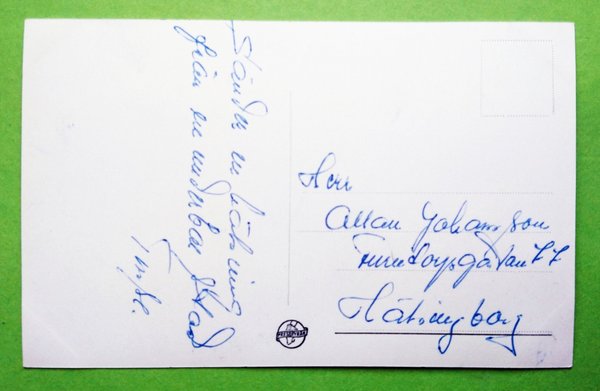 Sänder en hälsning
från en underbar stad
Herr
Allan Johansson
Hälsingborg